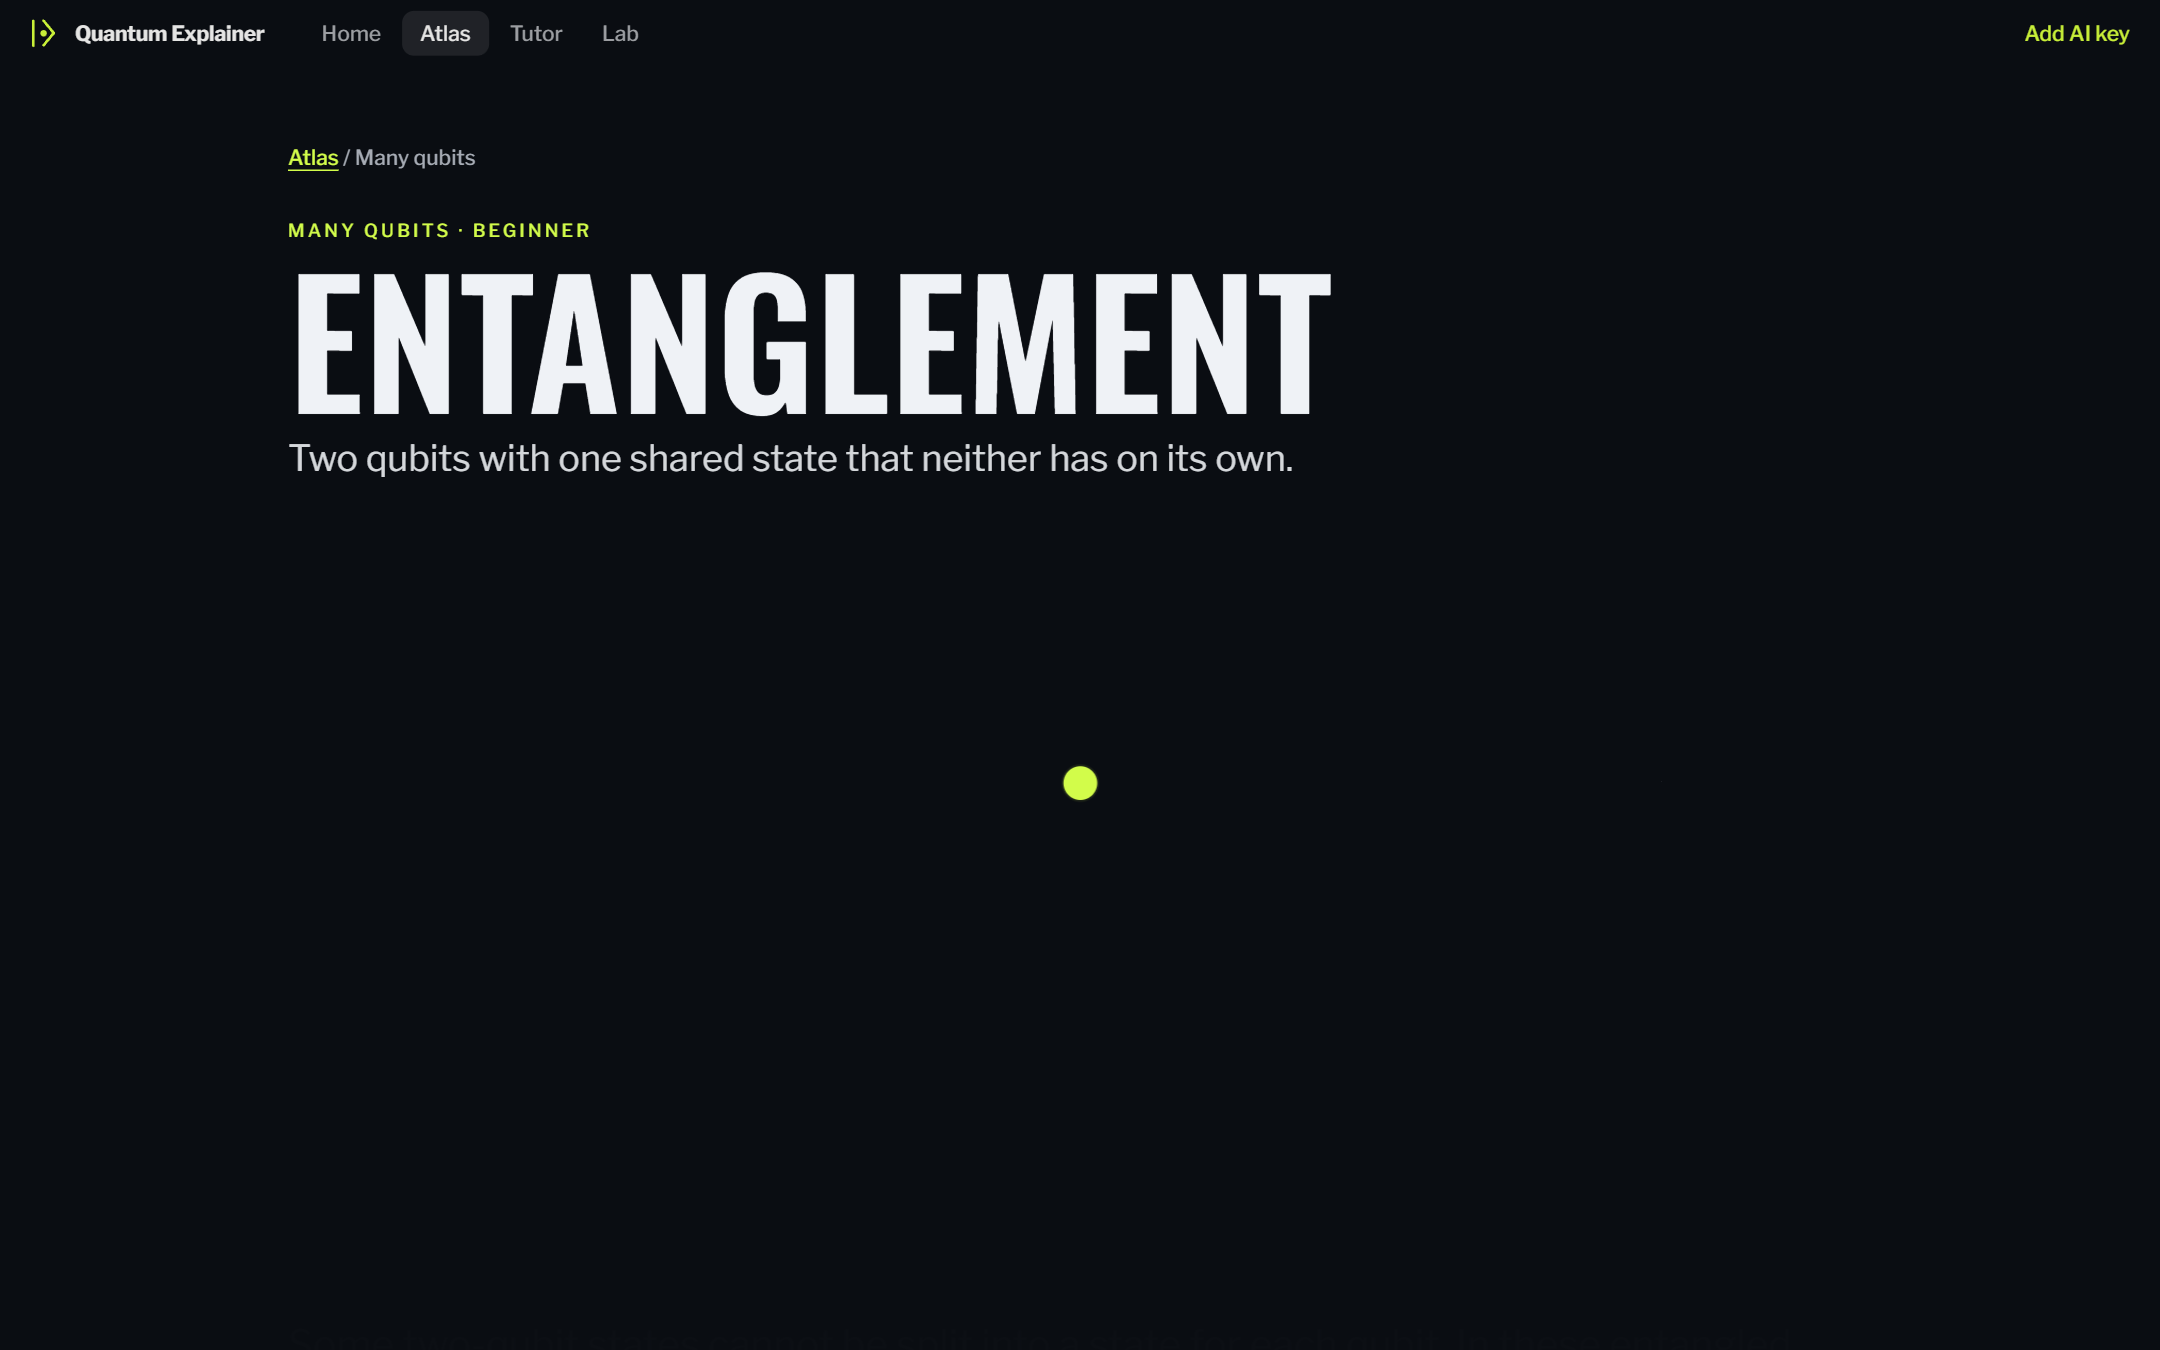 Quantum Explainer Home Atlas Tutor Lab Add AI key
Atlas / Many qubits
MANY QUBITS · BEGINNER
ENTANGLEMENT
Two qubits with one shared state that neither has on its own.